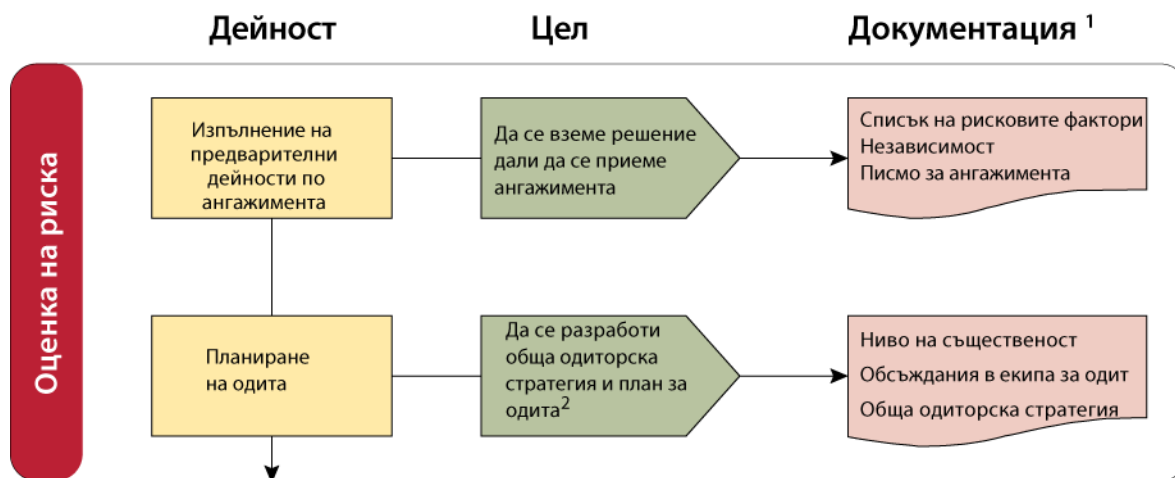 Дейност
Цел
Документация 1
Оценка на риска
Изпълнение на
предварителни
дейности по
ангажимента
Да се вземе решение
дали да се приеме
ангажимента
Списък на рисковите фактори
Независимост
Писмо за ангажимента
Планиране
на одита
Да се разработи
обща одиторска
стратегия и план за
одита2
Ниво на същественост
Обсъждания в екипа за одит
Обща одиторска стратегия